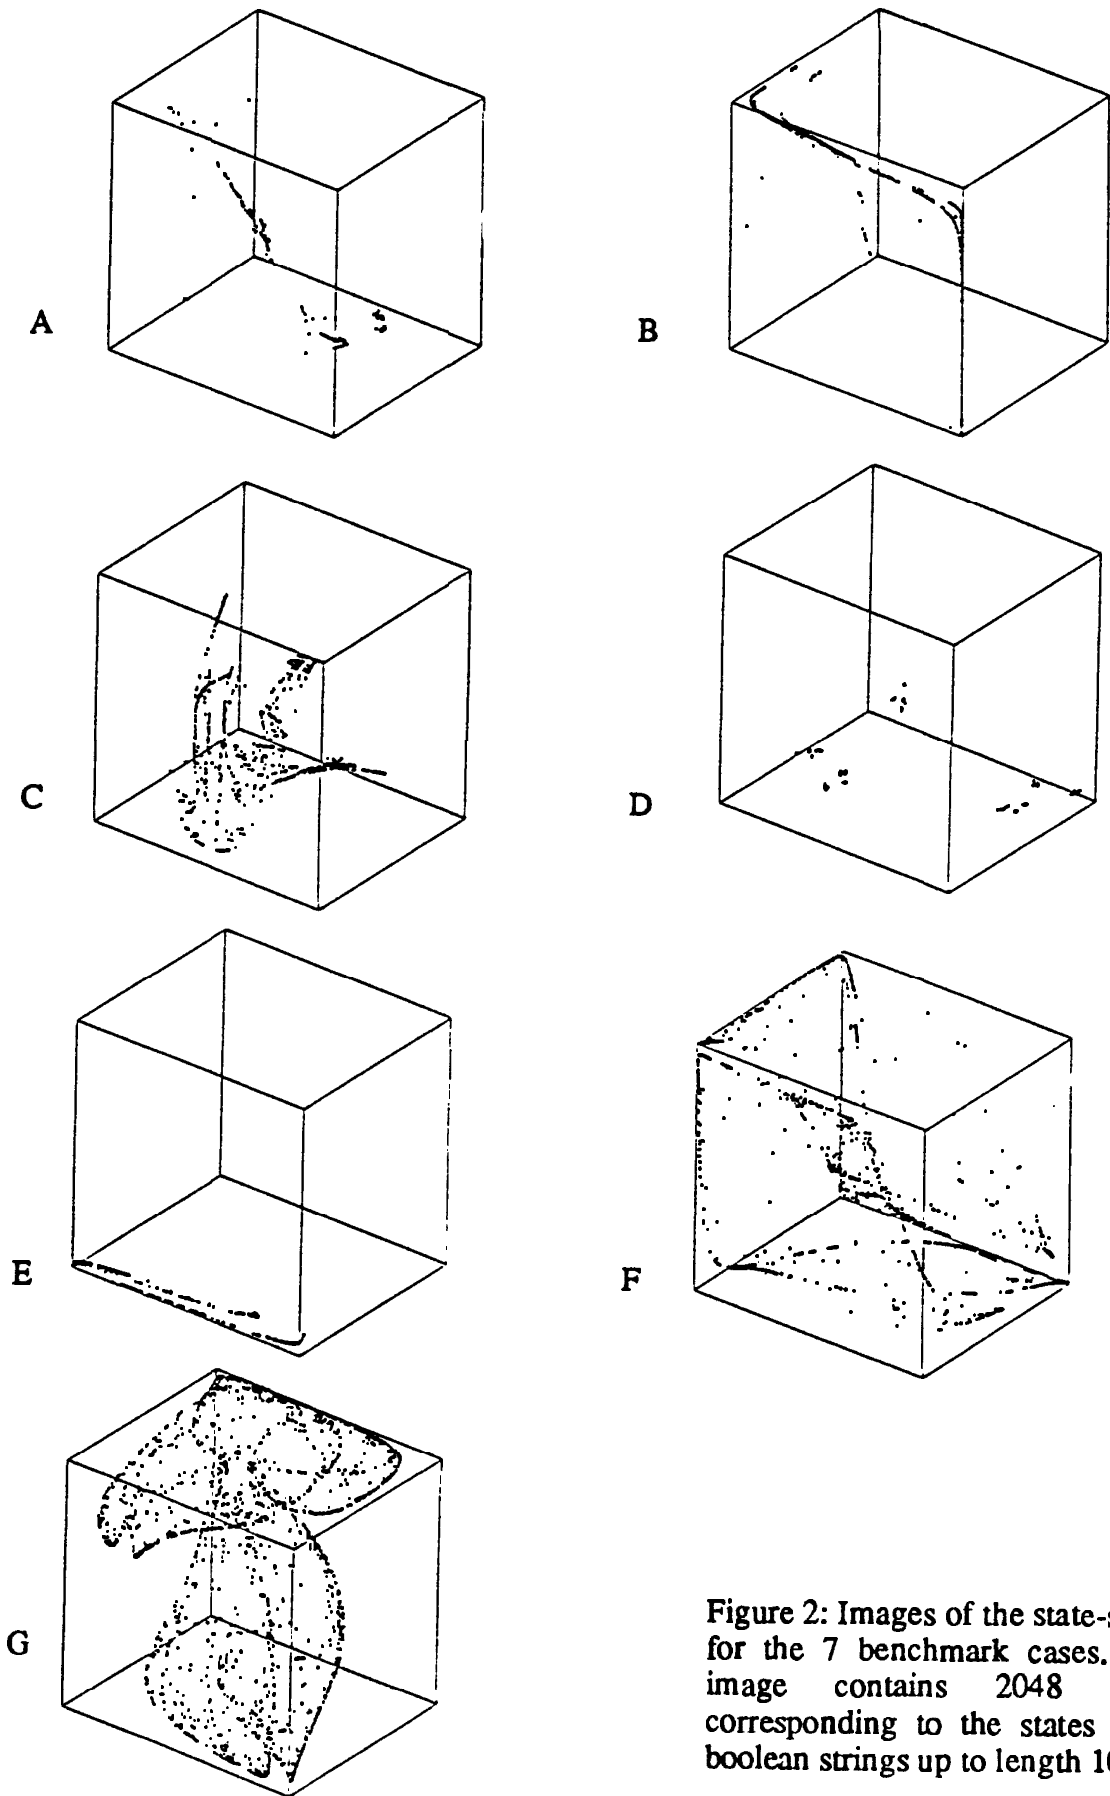 A
B
C
D
E
F
G
Figure 2: Images of the state-
for the 7 benchmark cases.
image contains 2048
corresponding to the states
boolean strings up to length